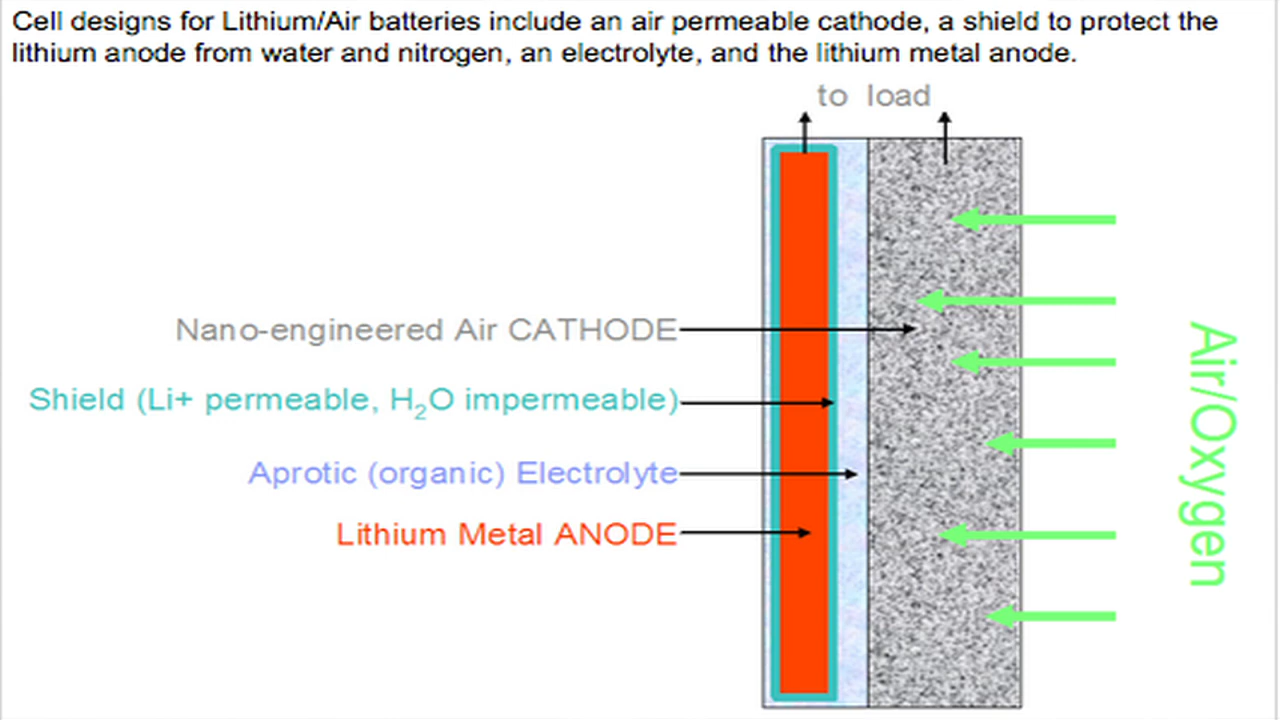 Cell designs for Lithium/Air batteries include an air permeable cathode, a shield to protect the
lithium anode from water and nitrogen, an electrolyte, and the lithium metal anode.
to load
Nano-engineered Air CATHODE
Shield (Li+ permeable, H₂O impermeable)
Aprotic (organic) Electrolyte
Lithium Metal ANODE
Air/Oxygen